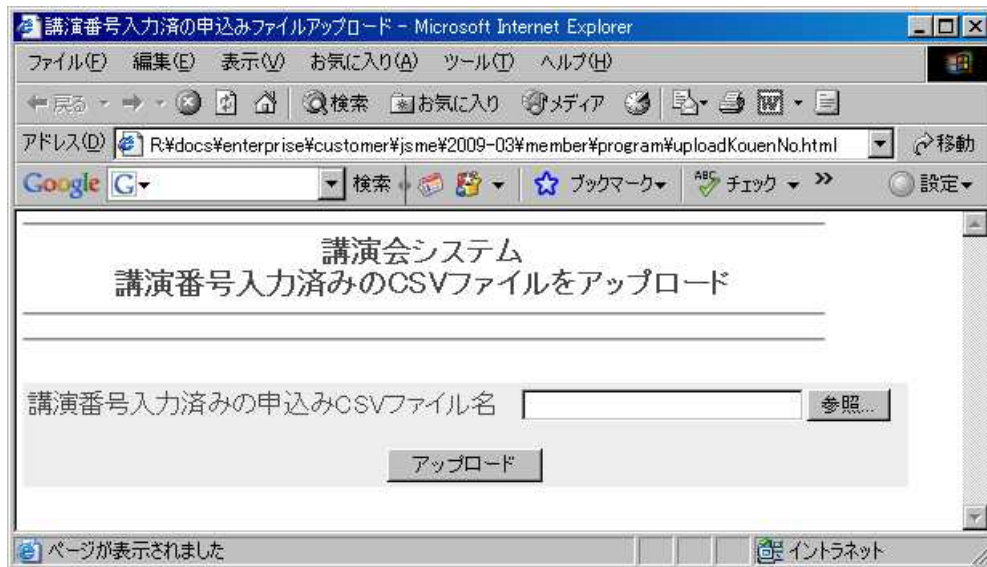 講演番号入力済の申込みファイルアップロード - Microsoft Internet Explorer
ファイル(F) 編集(E) 表示(V) お気に入り(A) ツール(T) ヘルプ(H)
戻る 検索 お気に入り メディア
アドレス(D) R:¥docs¥enterprise¥customer¥jsme¥2009-03¥member¥program¥uploadKouenNo.html 移動
Google G 検索 ブックマーク ABC チェック » 設定
講演会システム
講演番号入力済みのCSVファイルをアップロード
講演番号入力済みの申込みCSVファイル名 参照...
アップロード
ページが表示されました イントラネット